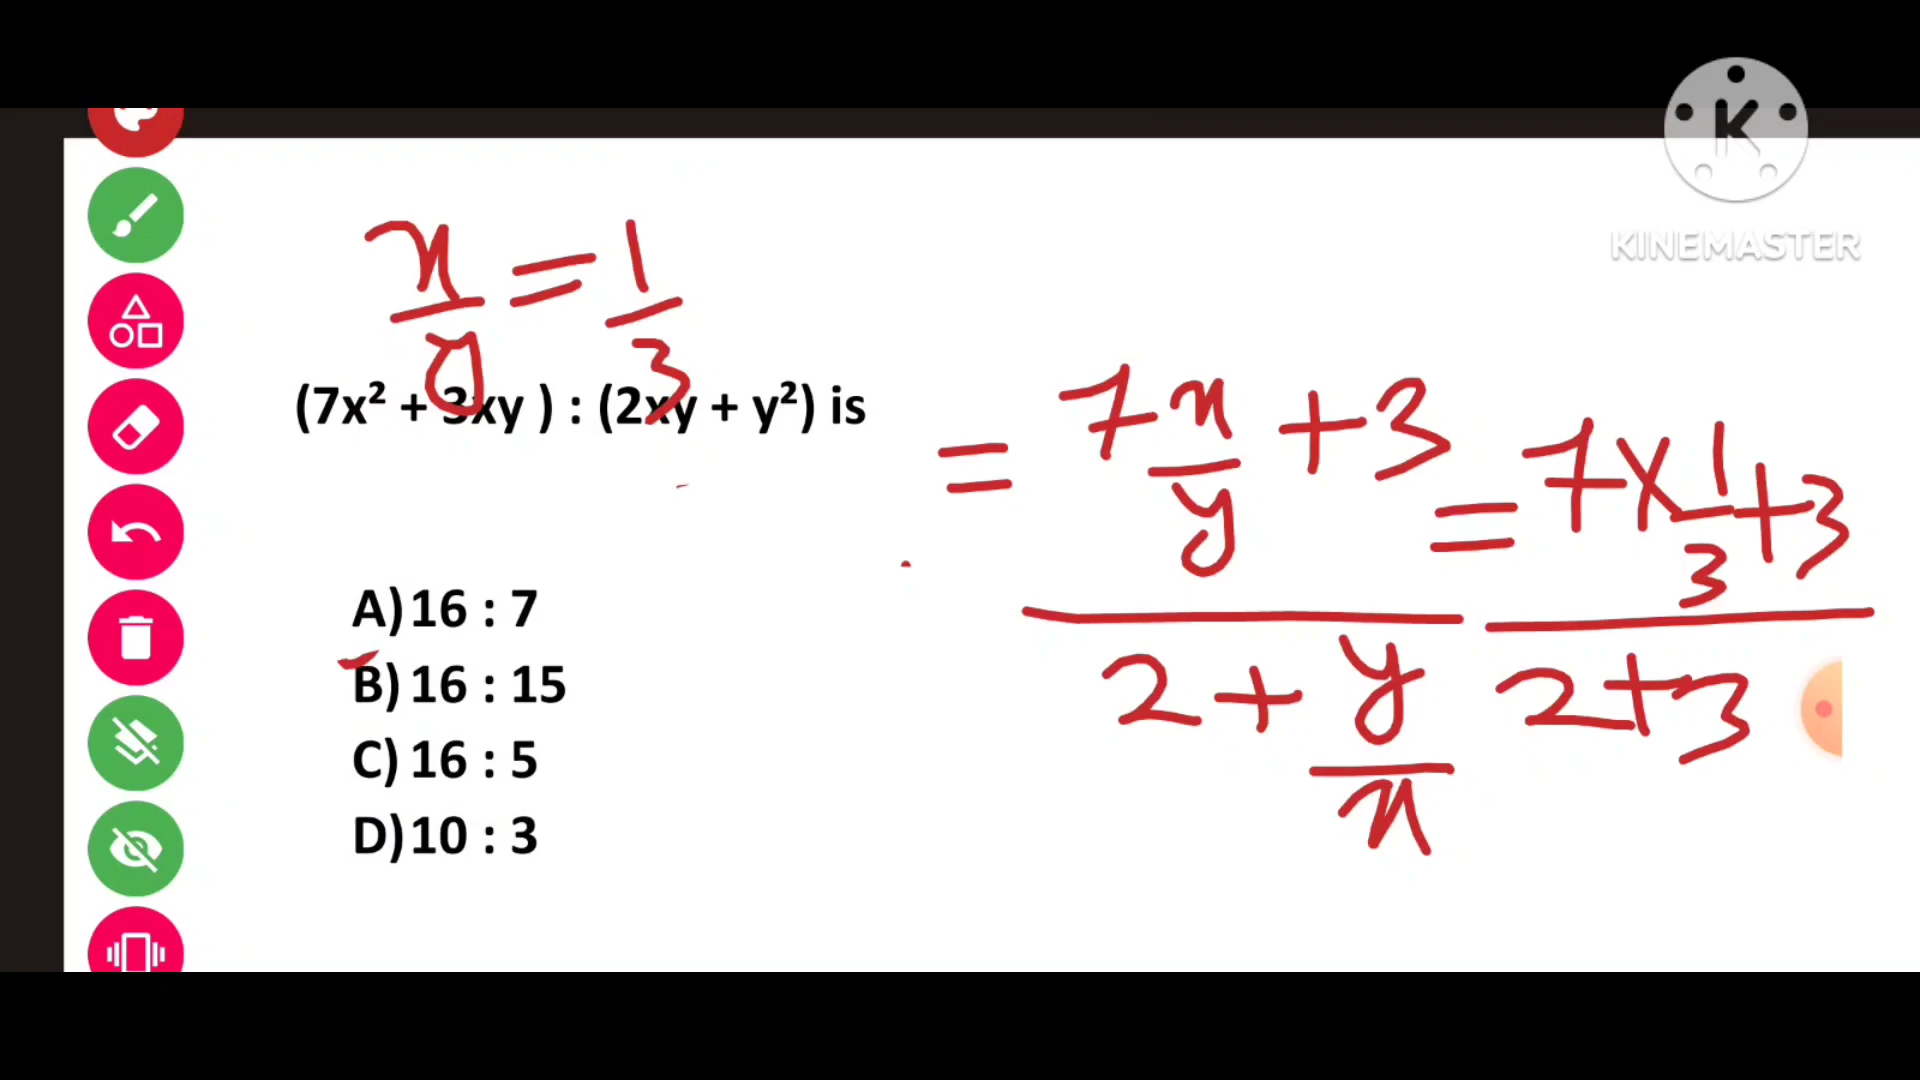 KINEMASTER
x/y = 1/3
(7x² + 3xy ) : (2xy + y²) is
= (7 x/y + 3) / (2 + y/x) = (7 × 1/3 + 3) / (2 + 3)
A) 16 : 7
B) 16 : 15
C) 16 : 5
D) 10 : 3